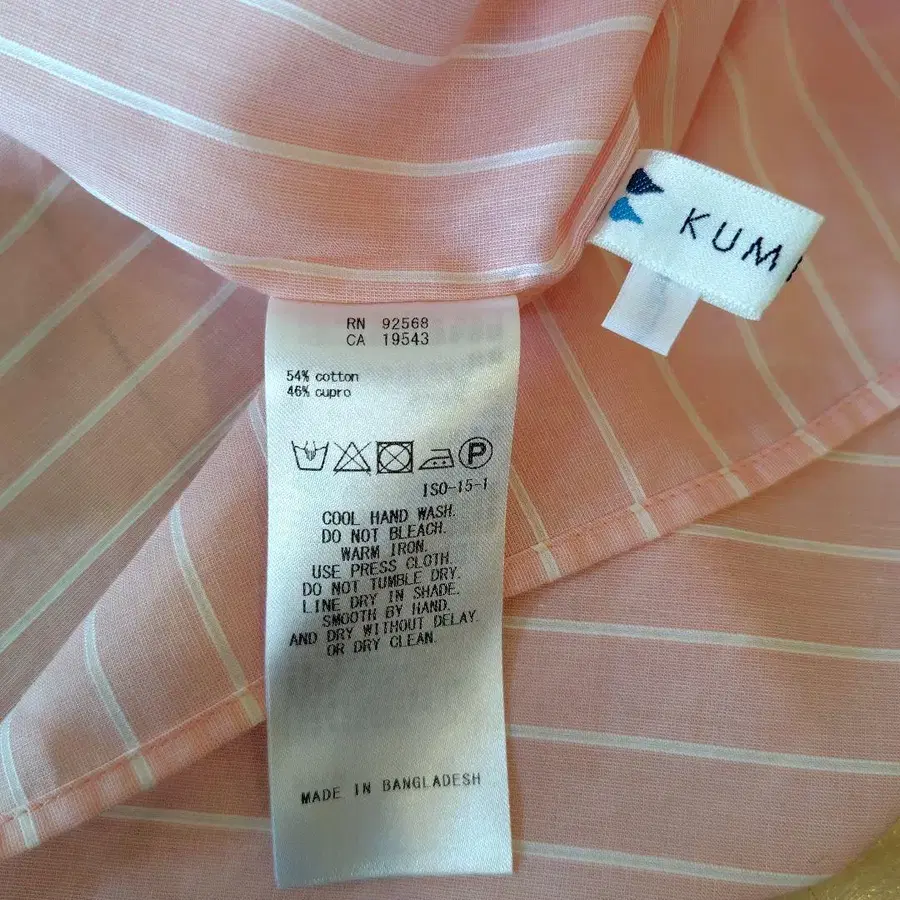 KUM
RN 92568
CA 19543
54% cotton
46% cupro
P
ISO-15-1
COOL HAND WASH.
DO NOT BLEACH.
WARM IRON.
USE PRESS CLOTH.
DO NOT TUMBLE DRY.
LINE DRY IN SHADE.
SMOOTH BY HAND.
AND DRY WITHOUT DELAY.
OR DRY CLEAN.
MADE IN BANGLADESH